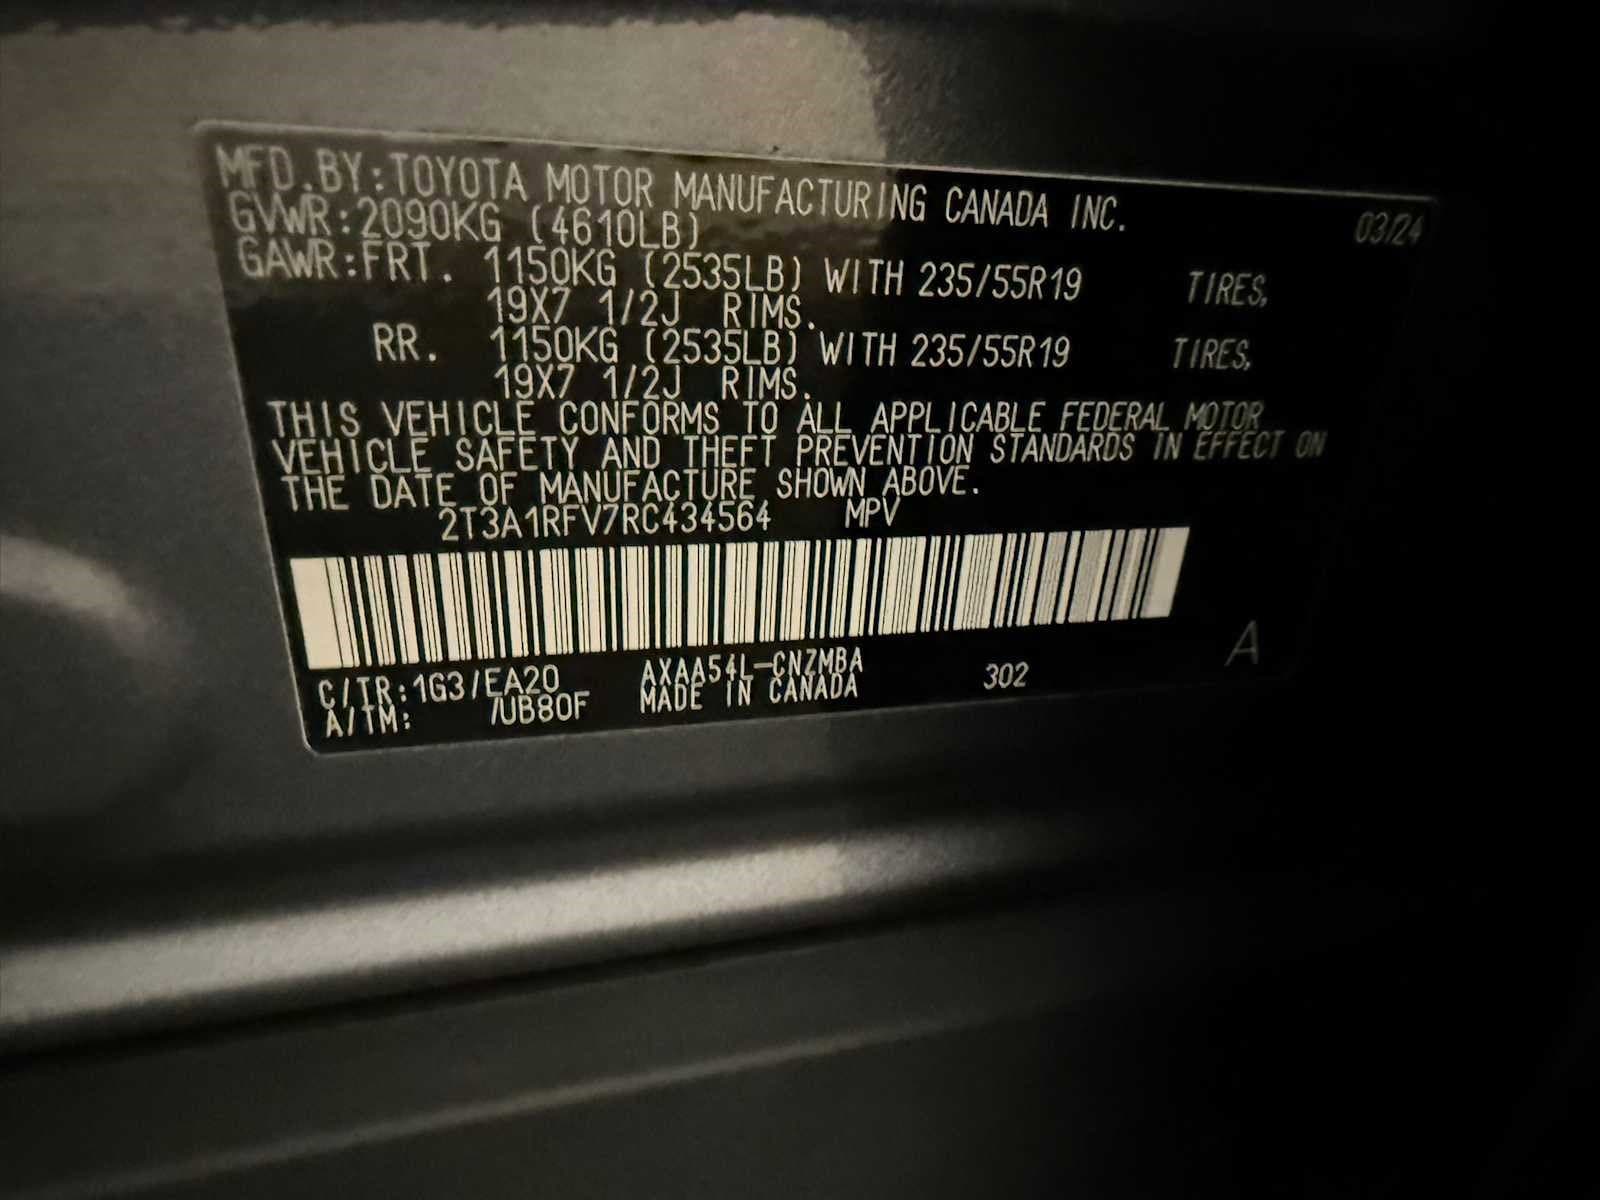 MFD.BY:TOYOTA MOTOR MANUFACTURING CANADA INC. 03/24
GVWR:2090KG (4610LB)
GAWR:FRT. 1150KG (2535LB) WITH 235/55R19 TIRES,
19X7 1/2J RIMS.
RR. 1150KG (2535LB) WITH 235/55R19 TIRES,
19X7 1/2J RIMS.
THIS VEHICLE CONFORMS TO ALL APPLICABLE FEDERAL MOTOR
VEHICLE SAFETY AND THEFT PREVENTION STANDARDS IN EFFECT ON
THE DATE OF MANUFACTURE SHOWN ABOVE.
2T3A1RFV7RC434564 MPV
C/TR:1G3/EA20 AXAA54L-CNZMBA 302 A
A/TM: /UB80F MADE IN CANADA